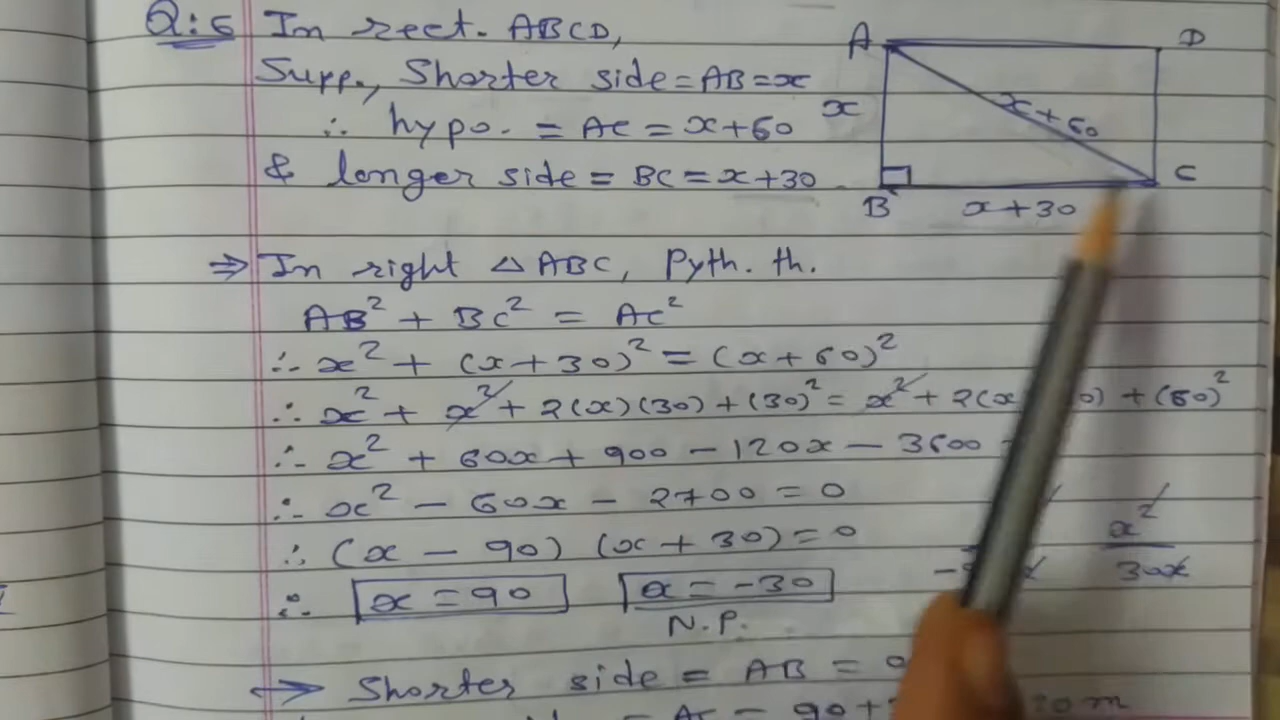 Q:6 In rect. ABCD,
Supp., Shorter side = AB = x
∴ hypo. = AC = x+60
& longer side = BC = x+30
A
D
x
x+60
B
x+30
C
⇒ In right △ABC, Pyth. th.
AB² + BC² = AC²
∴ x² + (x+30)² = (x+60)²
∴ x² + x² + 2(x)(30) + (30)² = x² + 2(x 0) + (60)²
∴ x² + 60x + 900 - 120x - 3600
∴ x² - 60x - 2700 = 0
∴ (x - 90) (x + 30) = 0
x²
30x
∴ x = 90 x = -30
N.P.
→ Shorter side = AB =
= AC = 90+ m